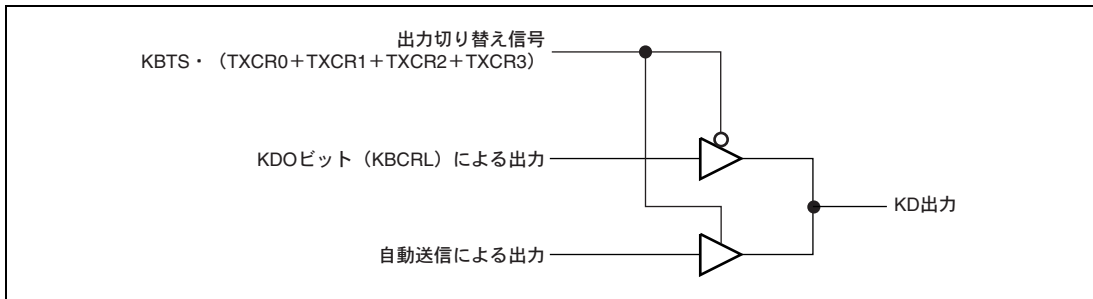 出力切り替え信号
KBTS・（TXCR0＋TXCR1＋TXCR2＋TXCR3）
KDOビット（KBCRL）による出力
KD出力
自動送信による出力